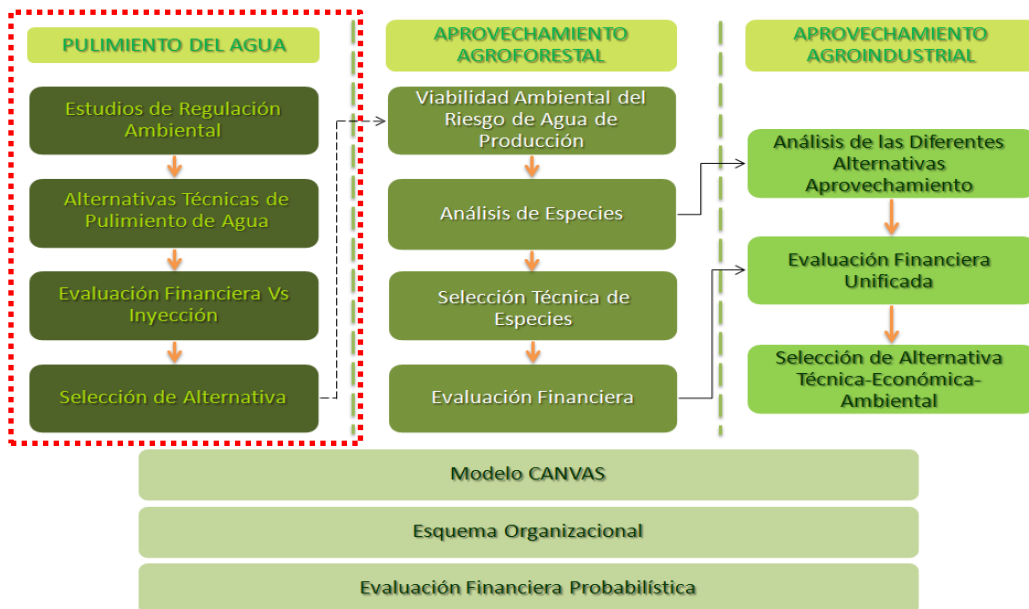 PULIMIENTO DEL AGUA
Estudios de Regulación
Ambiental
Alternativas Técnicas de
Pulimiento de Agua
Evaluación Financiera Vs
Inyección
Selección de Alternativa
APROVECHAMIENTO
AGROFORESTAL
Viabilidad Ambiental del
Riesgo de Agua de
Producción
Análisis de Especies
Selección Técnica de
Especies
Evaluación Financiera
APROVECHAMIENTO
AGROINDUSTRIAL
Análisis de las Diferentes
Alternativas
Aprovechamiento
Evaluación Financiera
Unificada
Selección de Alternativa
Técnica-Económica-
Ambiental
Modelo CANVAS
Esquema Organizacional
Evaluación Financiera Probabilística